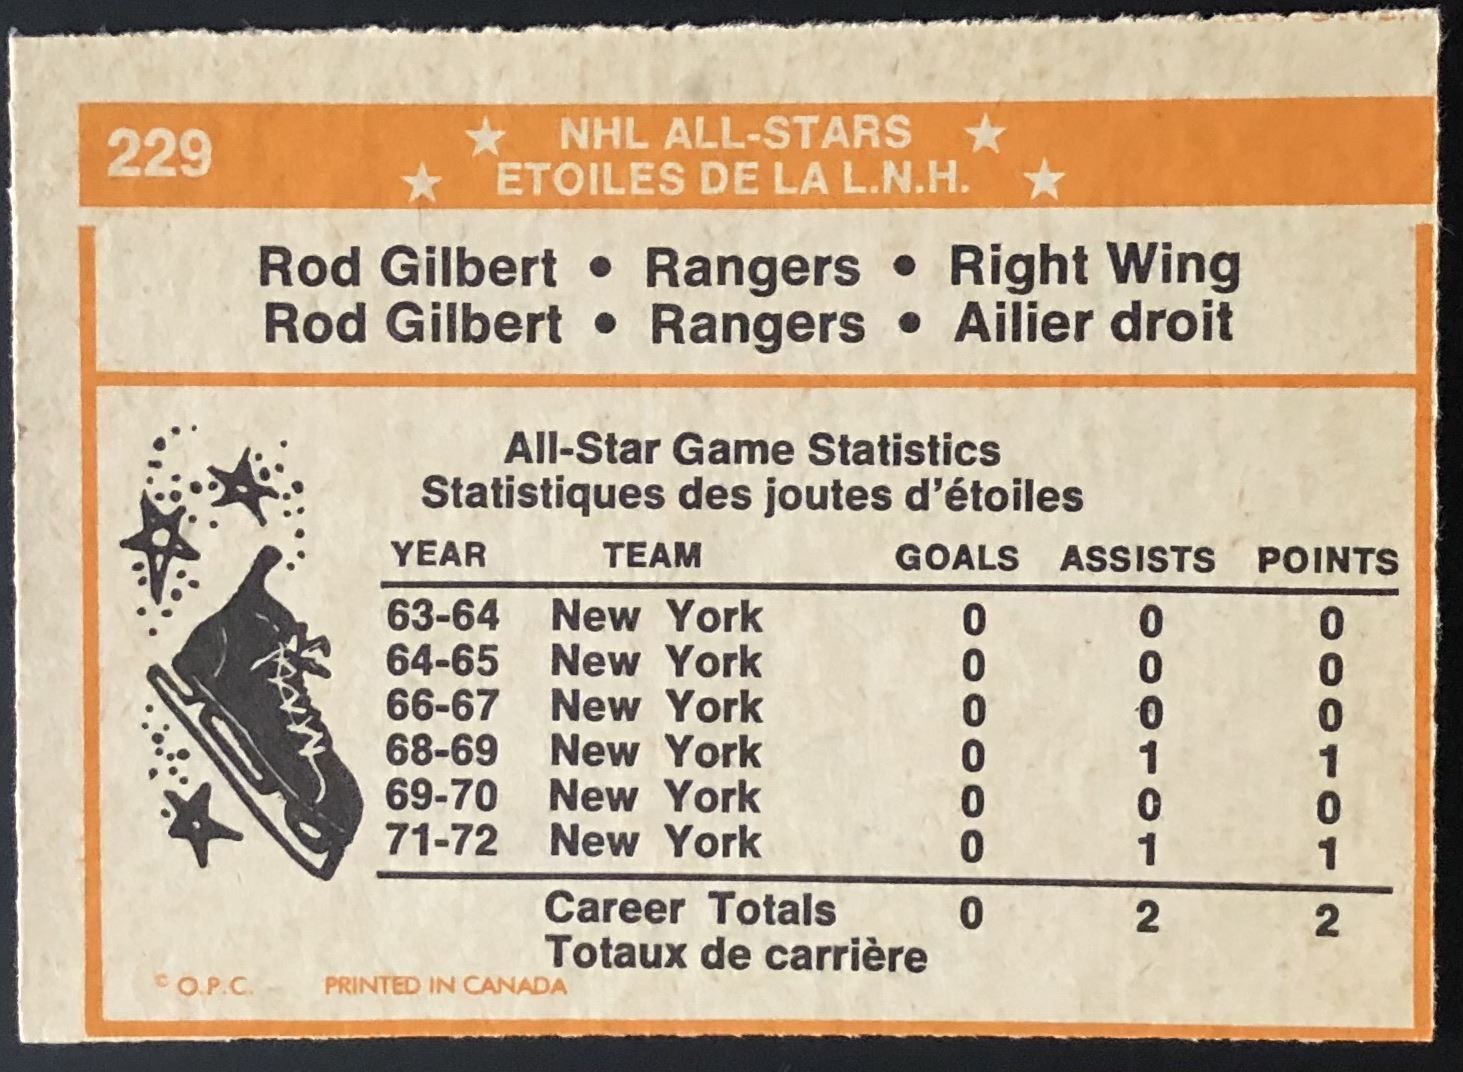 229
NHL ALL-STARS
ETOILES DE LA L.N.H.
Rod Gilbert • Rangers • Right Wing
Rod Gilbert • Rangers • Ailier droit
All-Star Game Statistics
Statistiques des joutes d'étoiles
YEAR TEAM GOALS ASSISTS POINTS
63-64 New York 0 0 0
64-65 New York 0 0 0
66-67 New York 0 0 0
68-69 New York 0 1 1
69-70 New York 0 0 0
71-72 New York 0 1 1
Career Totals 0 2 2
Totaux de carrière
© O.P.C. PRINTED IN CANADA